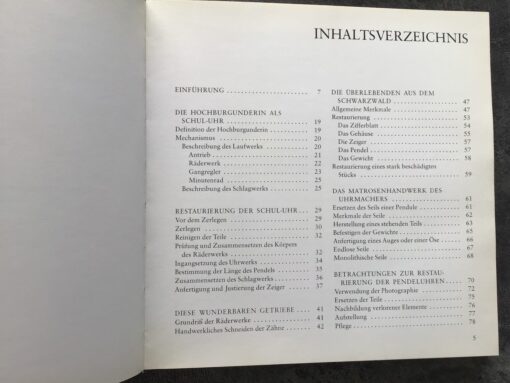 INHALTSVERZEICHNIS
EINFÜHRUNG . . . . . . . . . . . . . . . . . . . . 7
DIE HOCHBURGUNDERIN ALS
SCHUL-UHR . . . . . . . . . . . . . . . . . . . . 19
Definition der Hochburgunderin . . . . . . . . . . 19
Mechanismus . . . . . . . . . . . . . . . . . . . . 20
Beschreibung des Laufwerks . . . . . . . . . . . . 20
Antrieb . . . . . . . . . . . . . . . . . . . . 21
Räderwerk . . . . . . . . . . . . . . . . . . . . 22
Gangregler . . . . . . . . . . . . . . . . . . . . 23
Minutenrad . . . . . . . . . . . . . . . . . . . . 25
Beschreibung des Schlagwerks . . . . . . . . . . 25
RESTAURIERUNG DER SCHUL-UHR . . . 29
Vor dem Zerlegen . . . . . . . . . . . . . . . . . 29
Zerlegen . . . . . . . . . . . . . . . . . . . . 30
Reinigen der Teile . . . . . . . . . . . . . . . . 32
Prüfung und Zusammensetzen des Körpers
des Räderwerks . . . . . . . . . . . . . . . . . . 32
Ingangsetzung des Uhrwerks . . . . . . . . . . . . 34
Bestimmung der Länge des Pendels . . . . . . . . 35
Zusammensetzen des Schlagwerks . . . . . . . . . 36
Anfertigung und Justierung der Zeiger . . . . . . 37
DIESE WUNDERBAREN GETRIEBE . . . . 41
Grundriß der Räderwerke . . . . . . . . . . . . . 41
Handwerkliches Schneiden der Zähne . . . . . . . 42
DIE ÜBERLEBENDEN AUS DEM
SCHWARZWALD . . . . . . . . . . . . . . . . . . 47
Allgemeine Merkmale . . . . . . . . . . . . . . . 47
Restaurierung . . . . . . . . . . . . . . . . . . 53
Das Zifferblatt . . . . . . . . . . . . . . . . . 54
Das Gehäuse . . . . . . . . . . . . . . . . . . . 55
Die Zeiger . . . . . . . . . . . . . . . . . . . . 57
Das Pendel . . . . . . . . . . . . . . . . . . . . 57
Das Gewicht . . . . . . . . . . . . . . . . . . . 58
Restaurierung eines stark beschädigten
Stücks . . . . . . . . . . . . . . . . . . . . 59
DAS MATROSENHANDWERK DES
UHRMACHERS . . . . . . . . . . . . . . . . . . 61
Ersetzen des Seils einer Pendule . . . . . . . . . 61
Merkmale der Seile . . . . . . . . . . . . . . . . 62
Herstellung eines stehenden Teils . . . . . . . . 63
Befestigen der Gewichte . . . . . . . . . . . . . 65
Anfertigung eines Auges oder einer Öse . . . . . 66
Endlose Seile . . . . . . . . . . . . . . . . . . 67
Monolithische Seile . . . . . . . . . . . . . . . 68
BETRACHTUNGEN ZUR RESTAU-
RIERUNG DER PENDELUHREN . . . . . 70
Verwendung der Photographie . . . . . . . . . . . 72
Ersetzen der Teile . . . . . . . . . . . . . . . . 75
Nachbildung verlorener Elemente . . . . . . . . . 76
Aufstellung . . . . . . . . . . . . . . . . . . . 77
Pflege . . . . . . . . . . . . . . . . . . . . 78
5